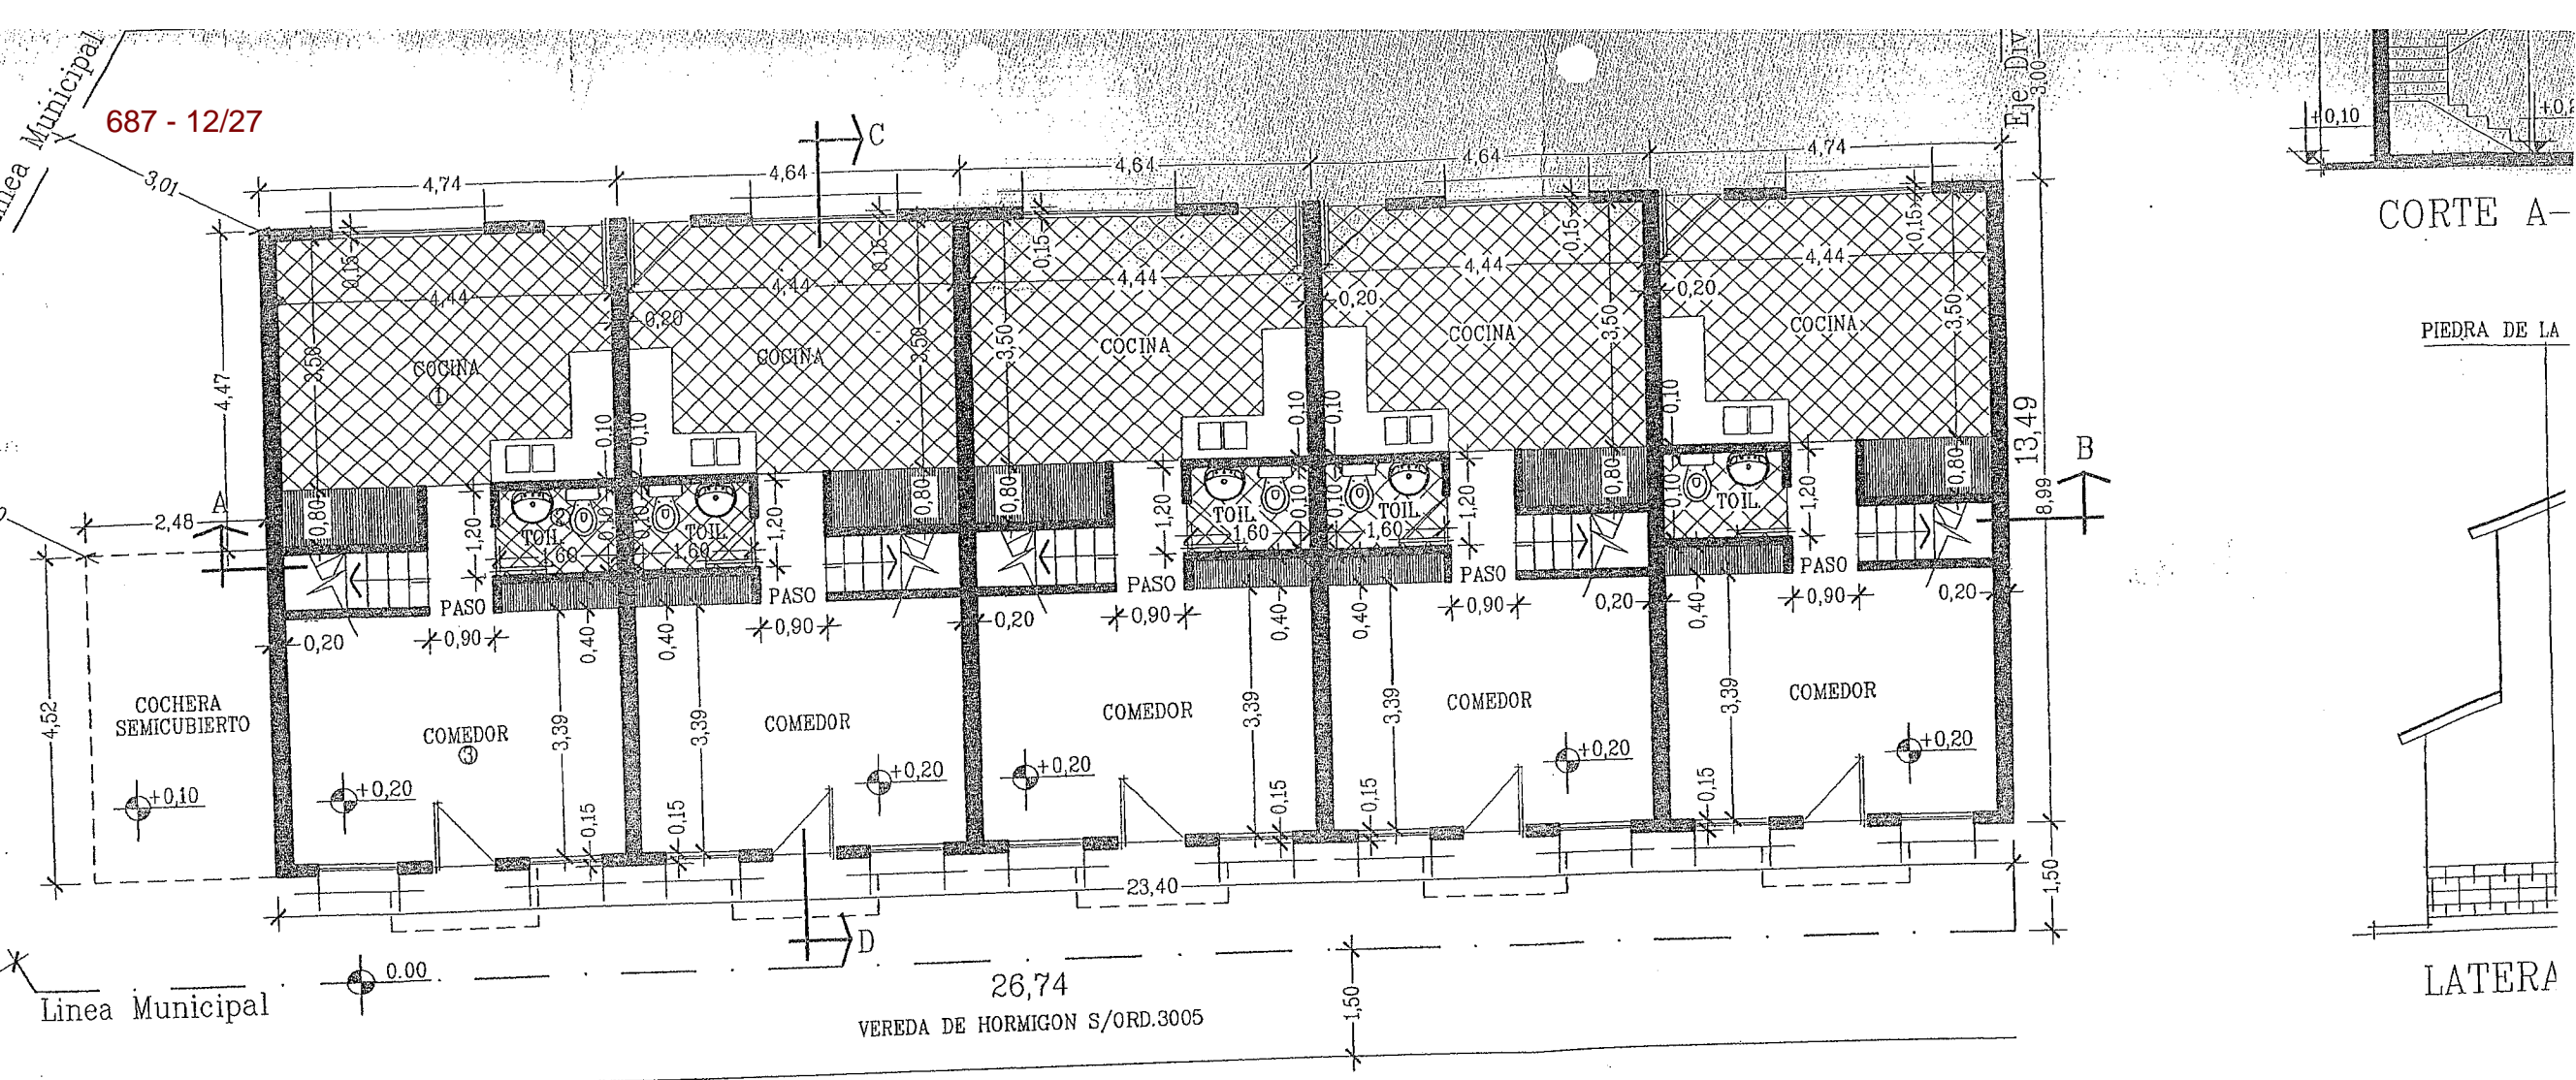 Linea Municipal
687 - 12/27
3,01
C
4,74
4,64
4,64
4,64
4,74
Eje Div
3,00
+0,10
+0,2
CORTE A-
0,15
0,15
0,15
0,15
0,15
4,44
4,44
4,44
4,44
4,44
0,20
0,20
0,20
3,50
3,50
3,50
3,50
3,50
COCINA
COCINA
COCINA
COCINA
COCINA
1
4,47
PIEDRA DE LA
0,10
0,10
0,10
0,10
0,10
13,49
8,99
B
A
2,48
0,80
0,80
0,80
0,80
0,80
1,20
1,20
1,20
1,20
1,20
TOIL.
TOIL.
TOIL.
TOIL.
TOIL.
0,10
0,10
0,10
0,10
1,60
1,60
1,60
1,60
PASO
PASO
PASO
PASO
PASO
0,90
0,90
0,90
0,90
0,90
0,20
0,20
0,20
0,20
0,40
0,40
0,40
0,40
0,40
4,52
COCHERA
SEMICUBIERTO
+0,10
COMEDOR
COMEDOR
COMEDOR
COMEDOR
COMEDOR
3
3,39
3,39
3,39
3,39
3,39
+0,20
+0,20
+0,20
+0,20
+0,20
0,15
0,15
0,15
0,15
0,15
23,40
1,50
D
0.00
Linea Municipal
26,74
VEREDA DE HORMIGON S/ORD.3005
1,50
LATERA